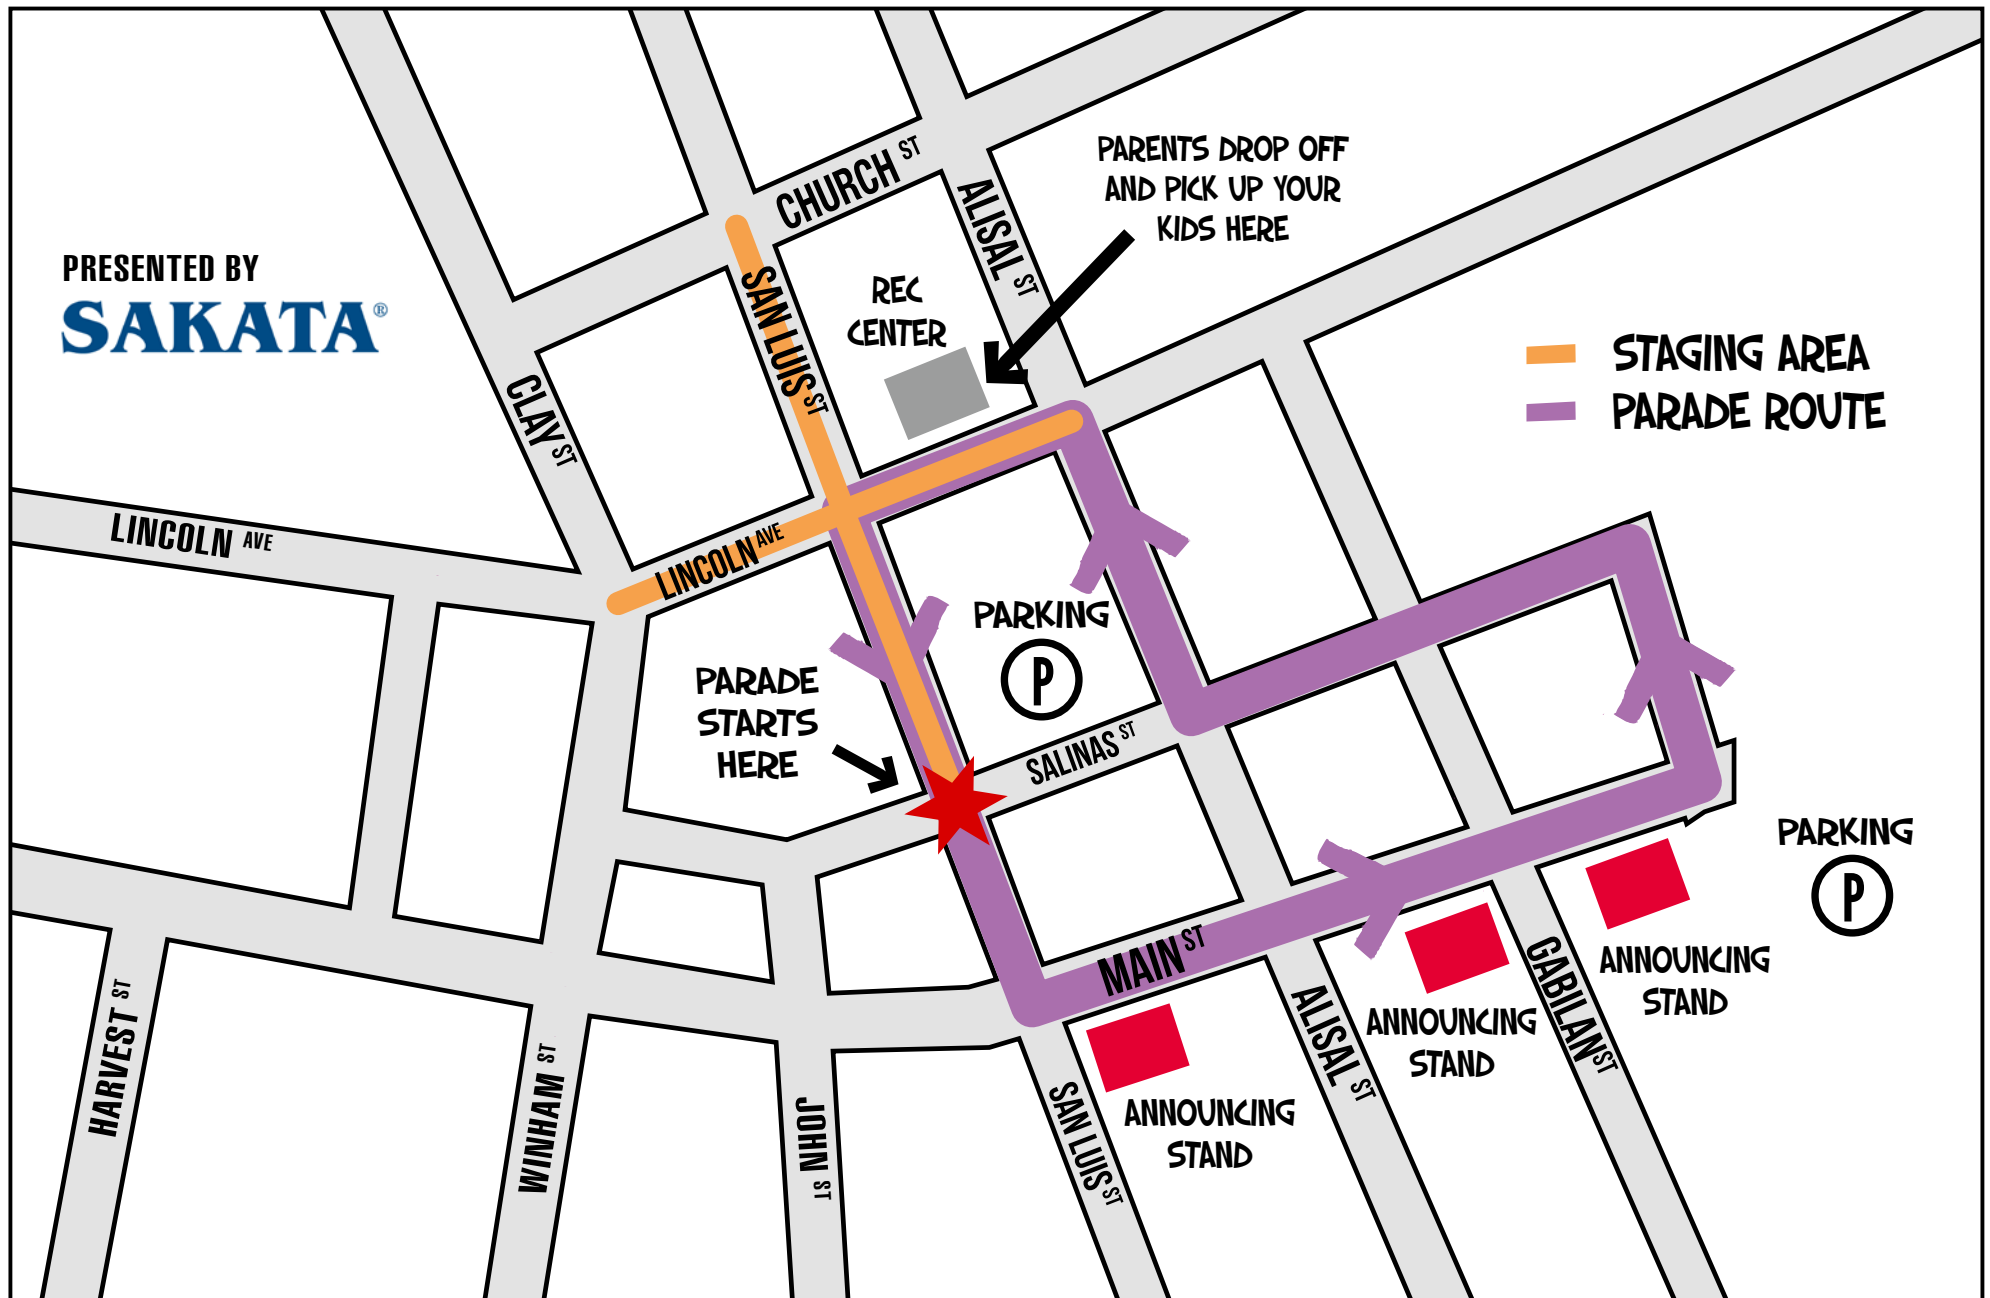 CHURCH ST
ALISAL ST
PARENTS DROP OFF
AND PICK UP YOUR
KIDS HERE
PRESENTED BY
SAKATA®
SAN LUIS ST
REC
CENTER
STAGING AREA
PARADE ROUTE
CLAY ST
LINCOLN AVE
LINCOLN AVE
PARKING
P
PARADE
STARTS
HERE
SALINAS ST
PARKING
P
MAIN ST
ANNOUNCING
STAND
GABILAN ST
ANNOUNCING
STAND
ALISAL ST
HARVEST ST
WINHAM ST
JOHN ST
SAN LUIS ST
ANNOUNCING
STAND